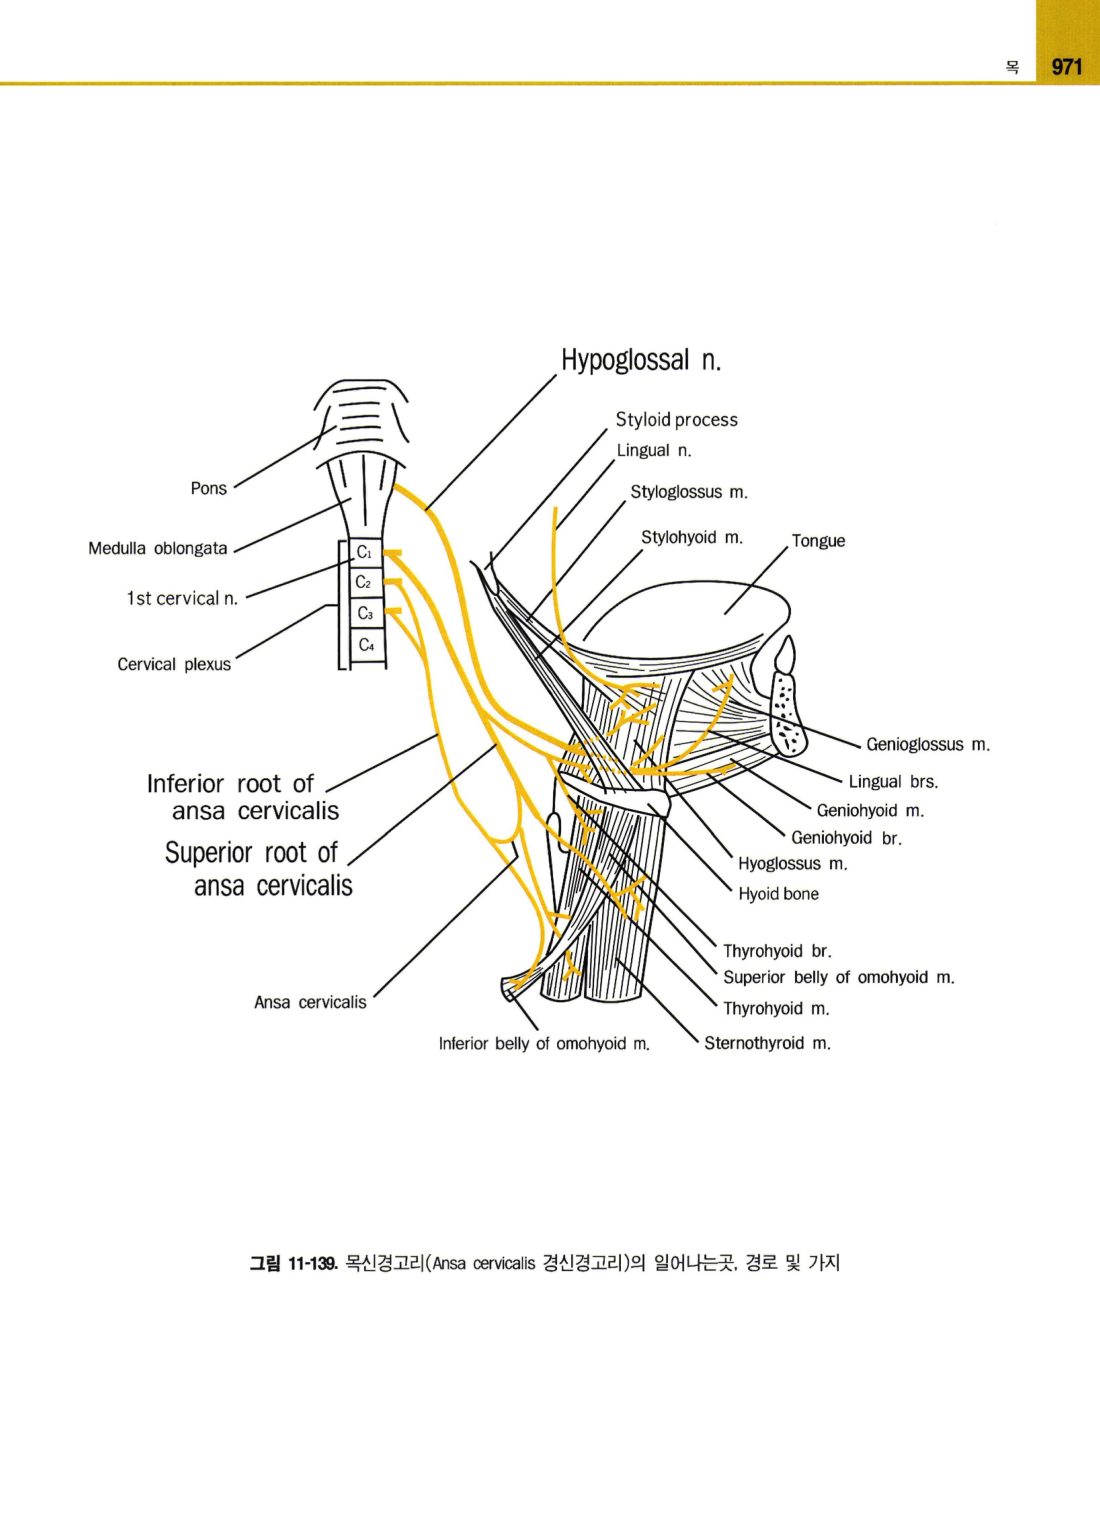 목 971
Hypoglossal n.
Styloid process
Lingual n.
Styloglossus m.
Stylohyoid m.
Tongue
Pons
Medulla oblongata
1st cervical n.
Cervical plexus
C1
C2
C3
C4
Inferior root of
ansa cervicalis
Superior root of
ansa cervicalis
Ansa cervicalis
Inferior belly of omohyoid m.
Genioglossus m.
Lingual brs.
Geniohyoid m.
Geniohyoid br.
Hyoglossus m.
Hyoid bone
Thyrohyoid br.
Superior belly of omohyoid m.
Thyrohyoid m.
Sternothyroid m.
그림 11-139. 목신경고리(Ansa cervicalis 경신경고리)의 일어나는곳, 경로 및 가지